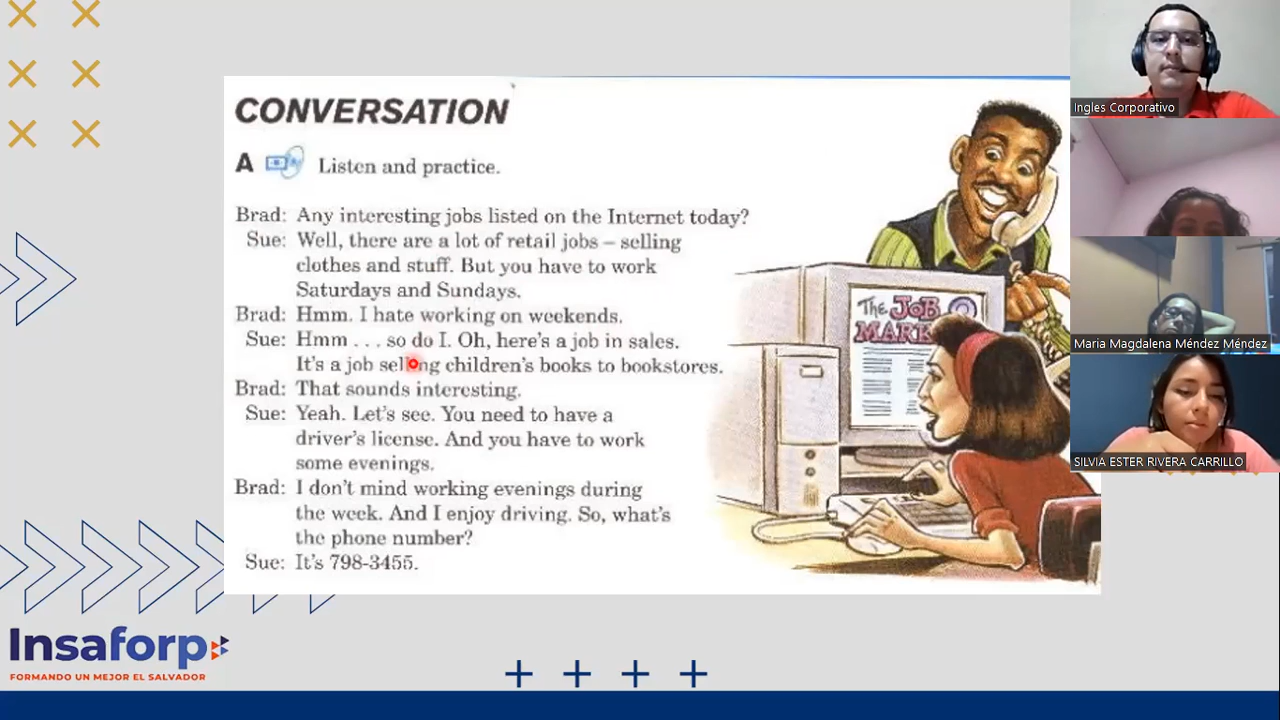 CONVERSATION
A Listen and practice.
Brad: Any interesting jobs listed on the Internet today?
Sue: Well, there are a lot of retail jobs – selling
clothes and stuff. But you have to work
Saturdays and Sundays.
Brad: Hmm. I hate working on weekends.
Sue: Hmm . . . so do I. Oh, here's a job in sales.
It's a job selling children's books to bookstores.
Brad: That sounds interesting.
Sue: Yeah. Let's see. You need to have a
driver's license. And you have to work
some evenings.
Brad: I don't mind working evenings during
the week. And I enjoy driving. So, what's
the phone number?
Sue: It's 798-3455.
The JOB
MARK
Ingles Corporativo
Maria Magdalena Méndez Méndez
SILVIA ESTER RIVERA CARRILLO
Insaforp
FORMANDO UN MEJOR EL SALVADOR